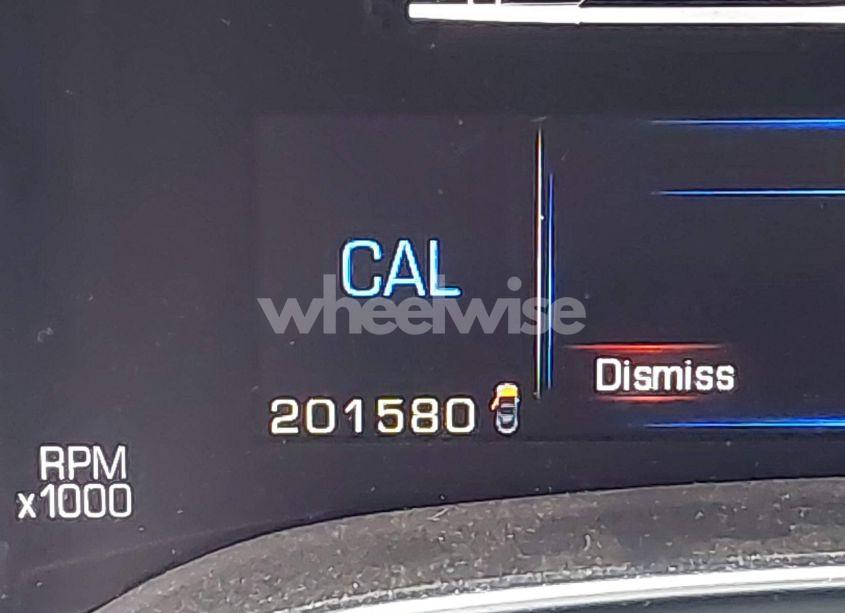 CAL
wheelwise
Dismiss
201580
RPM
x1000